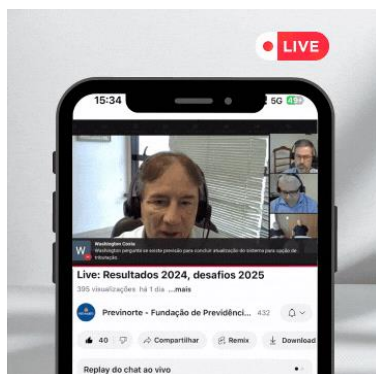 LIVE
15:34
5G 49
W
Washington Costa
Washington pergunta se existe previsão para concluir atualização do sistema para opção de
tributação.
Live: Resultados 2024, desafios 2025
395 visualizações há 1 dia ...mais
Previnorte - Fundação de Previdênci... 432
40 Compartilhar Remix Download
Replay do chat ao vivo